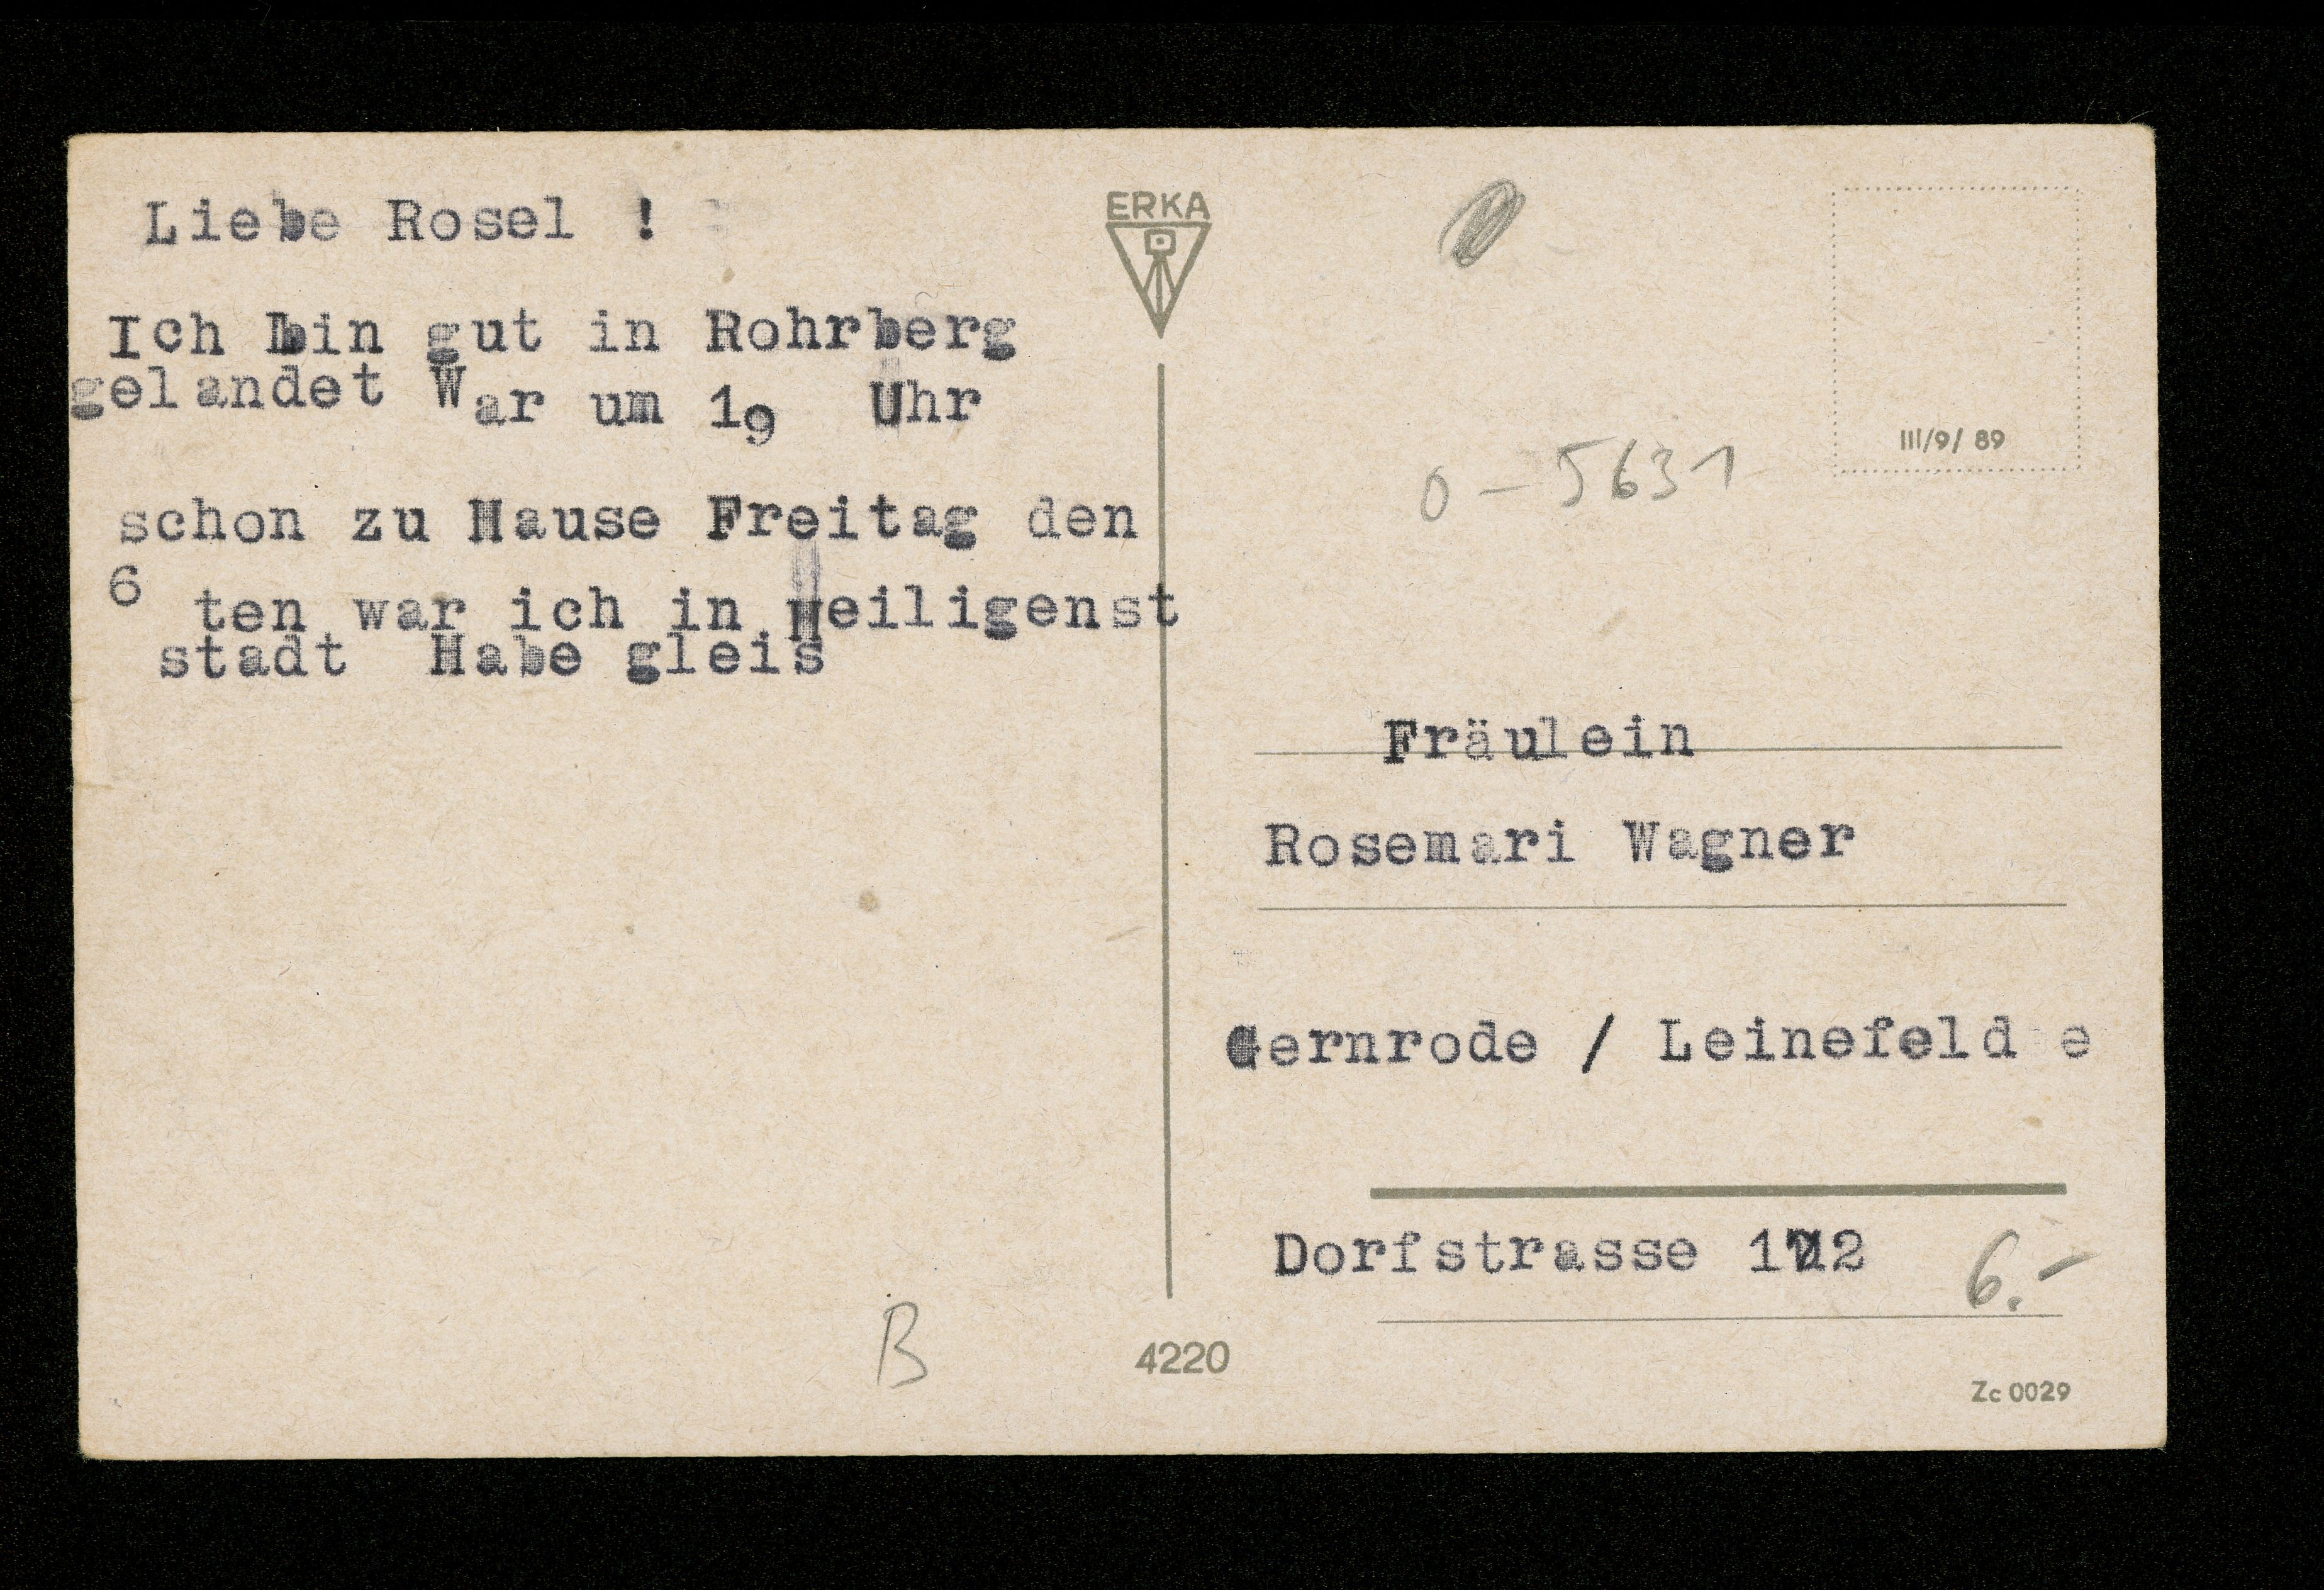 Liebe Rosel !
Ich bin gut in Rohrberg
gelandet War um 19 Uhr
schon zu Hause Freitag den
6 ten war ich in Heiligenst
stadt Habe gleis
ERKA
III/9/ 89
0 - 5631
Fräulein
Rosemari Wagner
Gernrode / Leinefeld e
Dorfstrasse 122
6.-
B
4220
Zc 0029